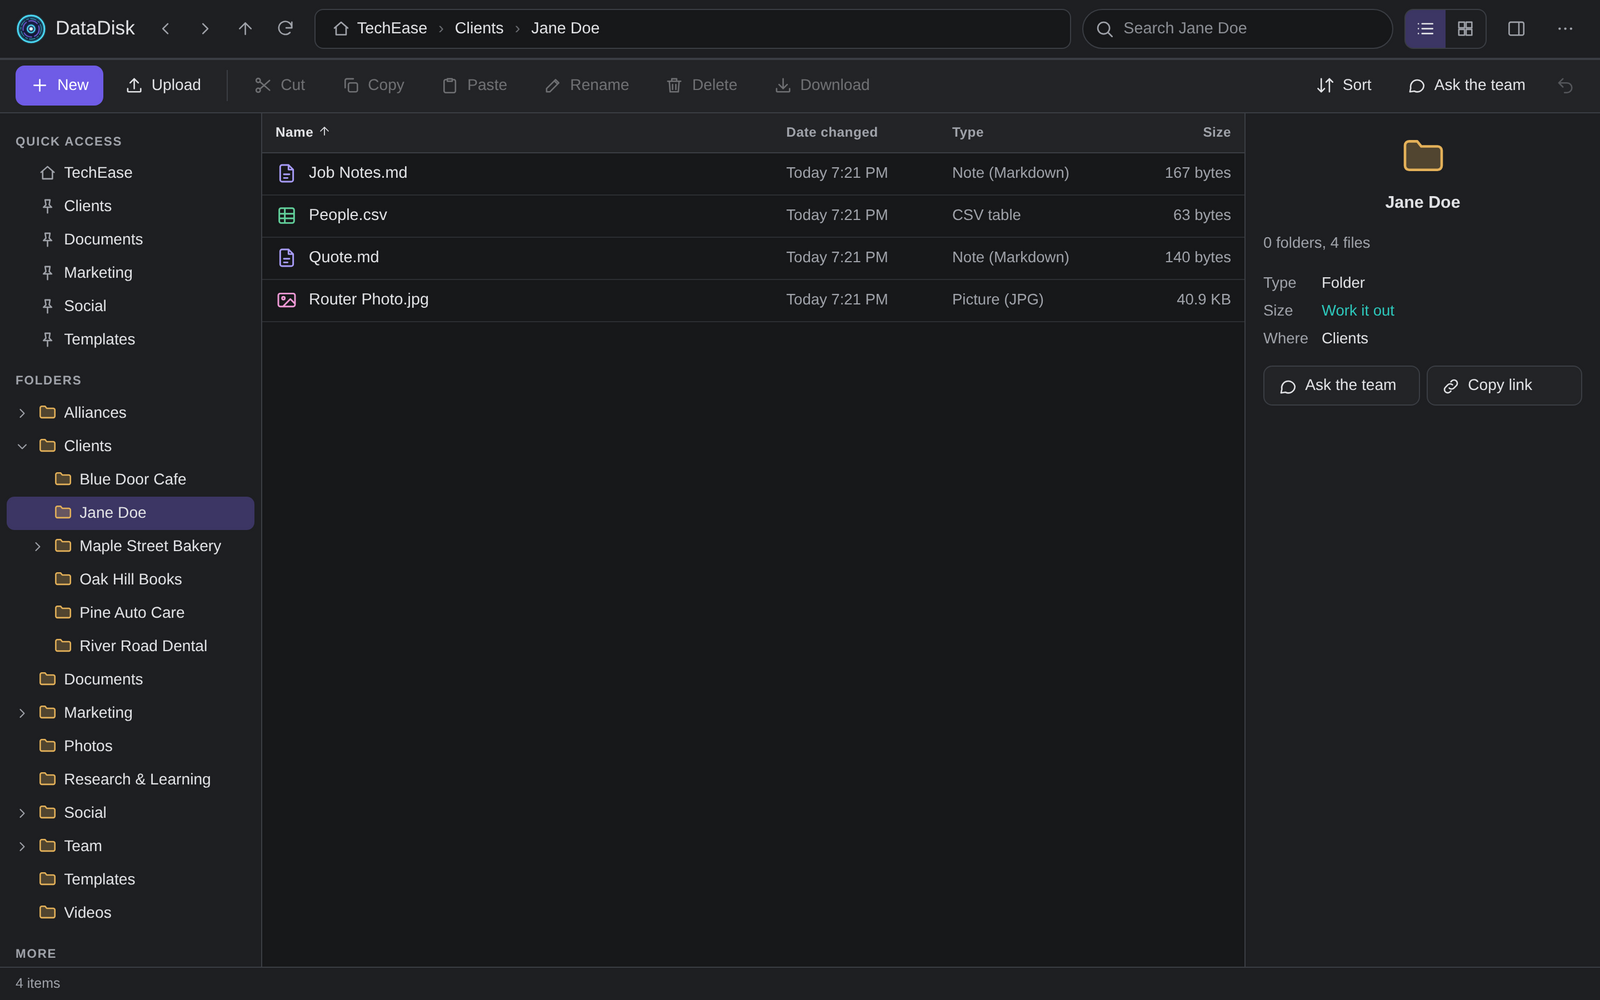 DataDisk
TechEase › Clients › Jane Doe
Search Jane Doe
New
Upload
Cut
Copy
Paste
Rename
Delete
Download
Sort
Ask the team
QUICK ACCESS
TechEase
Clients
Documents
Marketing
Social
Templates
FOLDERS
Alliances
Clients
Blue Door Cafe
Jane Doe
Maple Street Bakery
Oak Hill Books
Pine Auto Care
River Road Dental
Documents
Marketing
Photos
Research & Learning
Social
Team
Templates
Videos
MORE
Name Date changed Type Size
Job Notes.md Today 7:21 PM Note (Markdown) 167 bytes
People.csv Today 7:21 PM CSV table 63 bytes
Quote.md Today 7:21 PM Note (Markdown) 140 bytes
Router Photo.jpg Today 7:21 PM Picture (JPG) 40.9 KB
Jane Doe
0 folders, 4 files
Type Folder
Size Work it out
Where Clients
Ask the team
Copy link
4 items